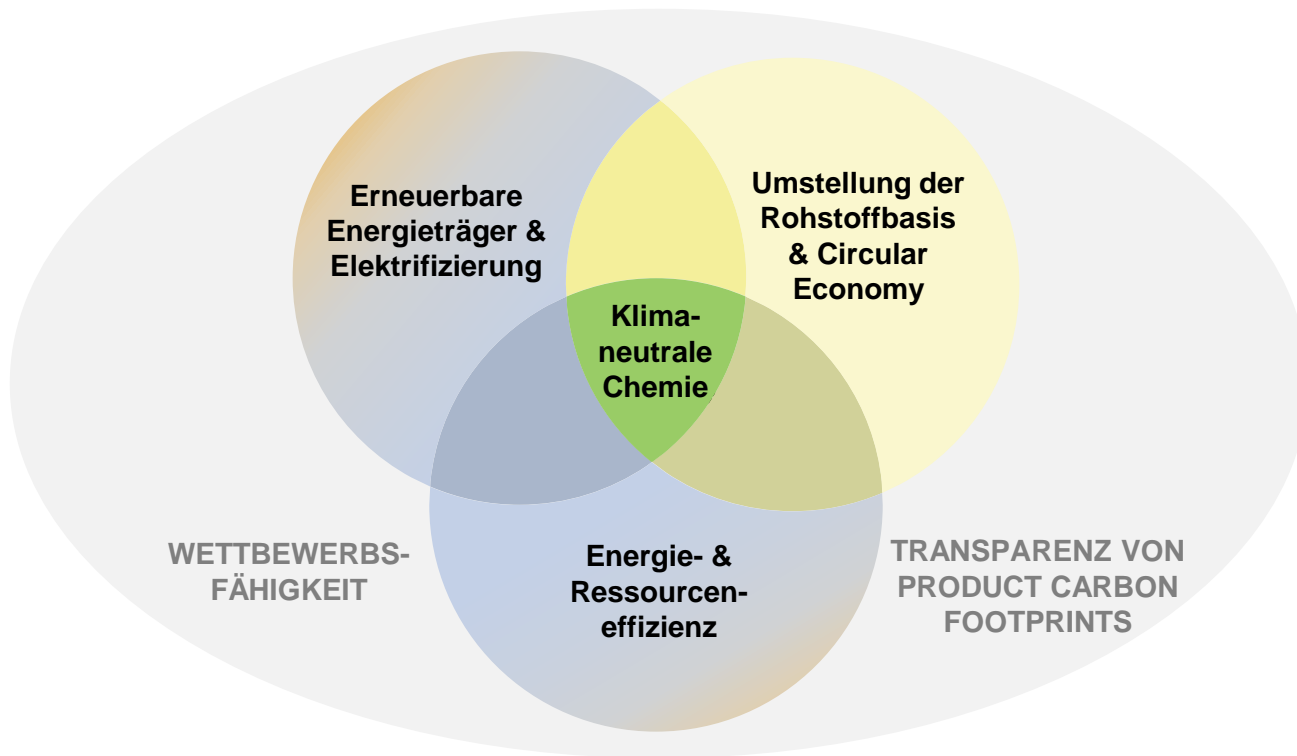 Erneuerbare
Energieträger &
Elektrifizierung
Umstellung der
Rohstoffbasis
& Circular
Economy
Klima-
neutrale
Chemie
WETTBEWERBS-
FÄHIGKEIT
Energie- &
Ressourcen-
effizienz
TRANSPARENZ VON
PRODUCT CARBON
FOOTPRINTS